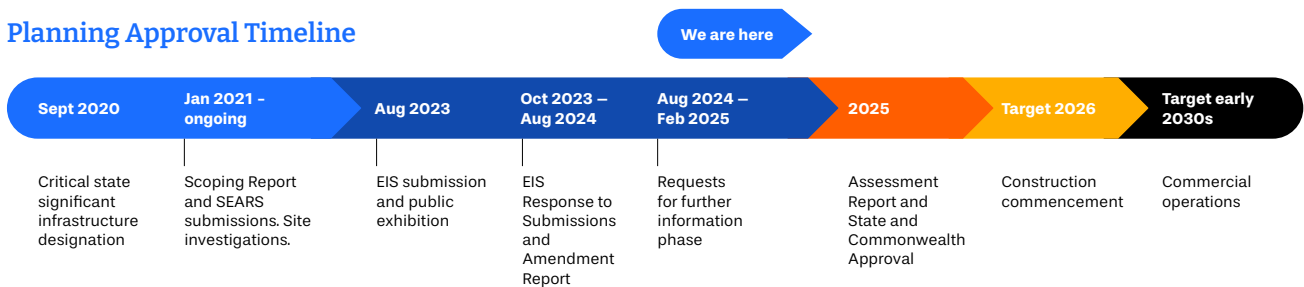 Planning Approval Timeline
We are here
Sept 2020
Jan 2021 -
ongoing
Aug 2023
Oct 2023 –
Aug 2024
Aug 2024 –
Feb 2025
2025
Target 2026
Target early
2030s
Critical state
significant
infrastructure
designation
Scoping Report
and SEARS
submissions. Site
investigations.
EIS submission
and public
exhibition
EIS
Response to
Submissions
and
Amendment
Report
Requests
for further
information
phase
Assessment
Report and
State and
Commonwealth
Approval
Construction
commencement
Commercial
operations